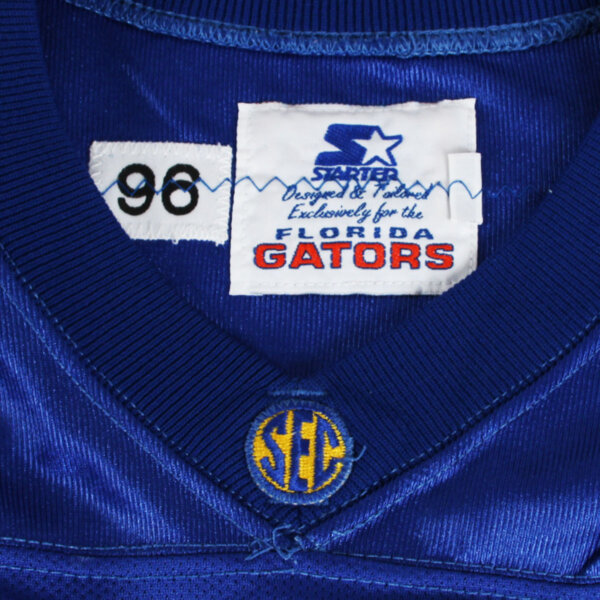 96
STARTER
Designed & Tailored
Exclusively for the
FLORIDA
GATORS
SEC